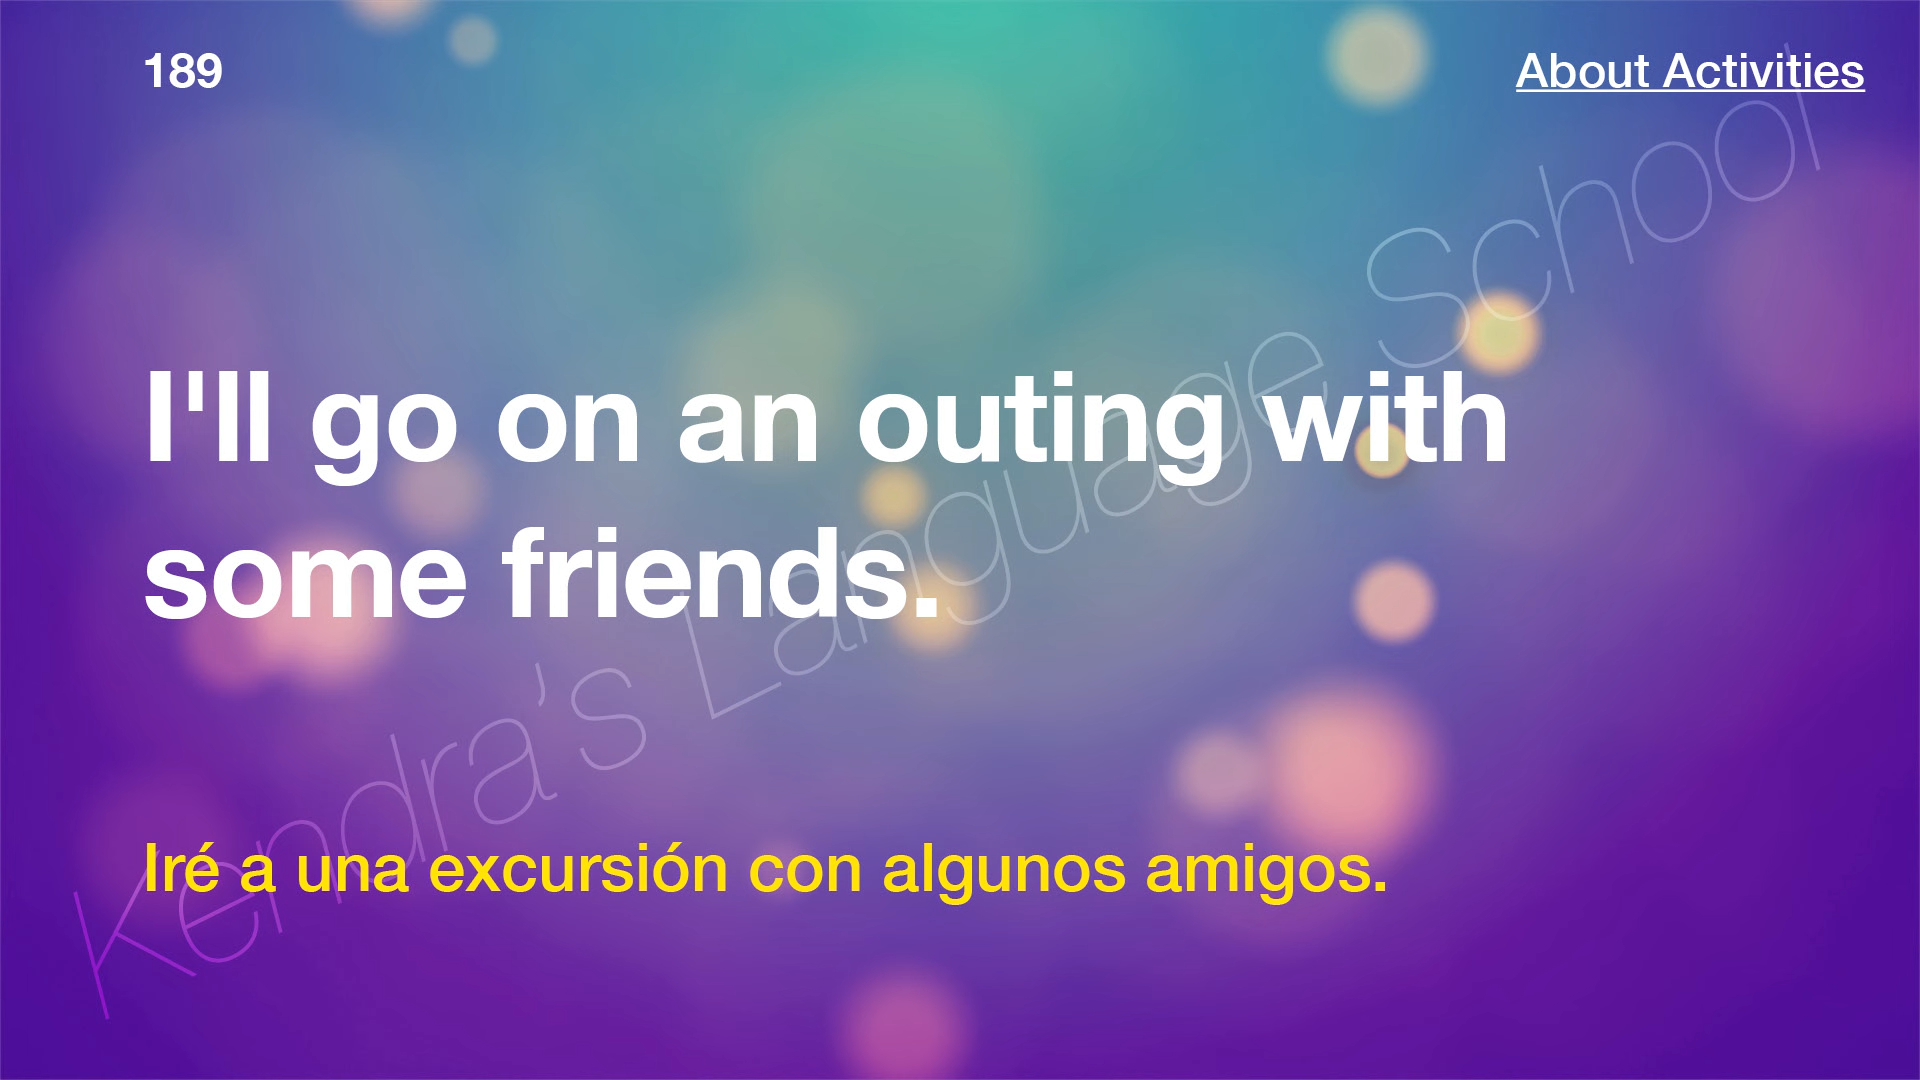 189
About Activities
I'll go on an outing with
some friends.
Iré a una excursión con algunos amigos.
Kendra’s Language School